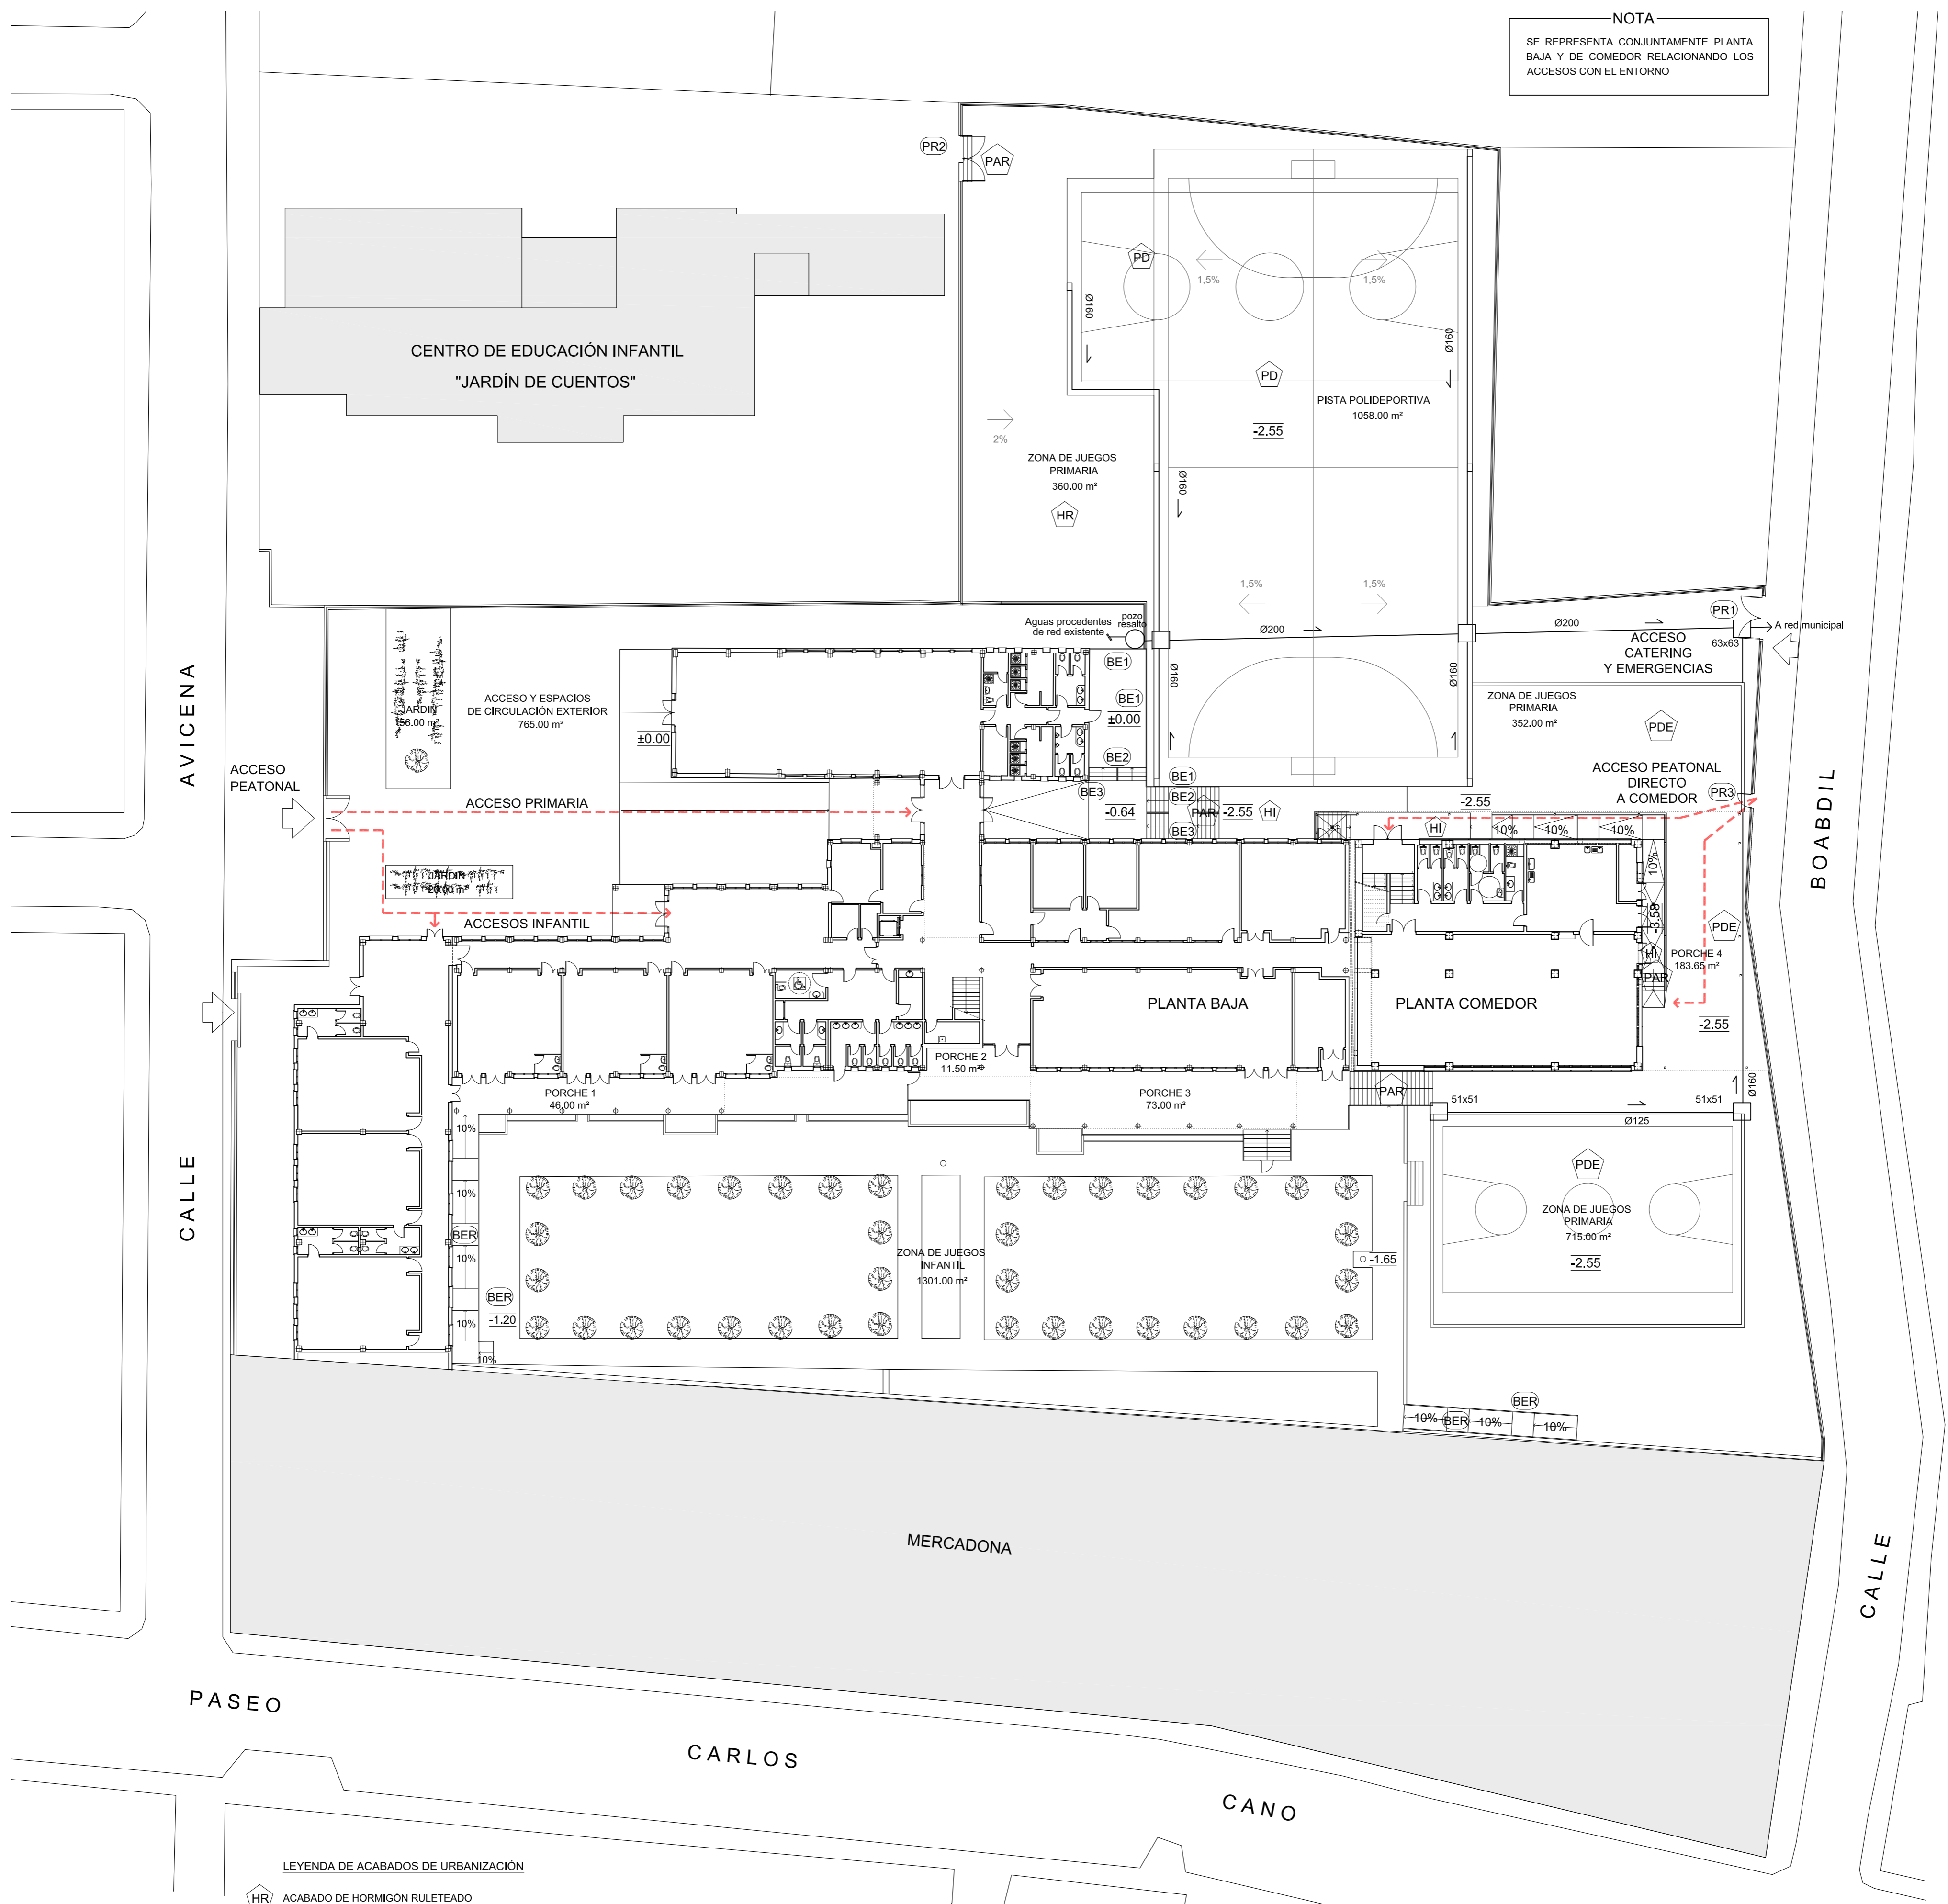 NOTA
SE REPRESENTA CONJUNTAMENTE PLANTA
BAJA Y DE COMEDOR RELACIONANDO LOS
ACCESOS CON EL ENTORNO
PR2
PAR
CENTRO DE EDUCACIÓN INFANTIL
"JARDÍN DE CUENTOS"
PD
1,5%
1,5%
Ø160
Ø160
PD
PISTA POLIDEPORTIVA
1058,00 m²
-2.55
2%
ZONA DE JUEGOS
PRIMARIA
360.00 m²
HR
Ø160
1,5%
1,5%
Aguas procedentes
de red existente
pozo
resalto
Ø200
Ø200
PR1
A red municipal
63x63
ACCESO
CATERING
Y EMERGENCIAS
Ø160
Ø160
ZONA DE JUEGOS
PRIMARIA
352.00 m²
PDE
ACCESO PEATONAL
DIRECTO
A COMEDOR
PR3
AVICENA
JARDIN
56.00 m²
ACCESO Y ESPACIOS
DE CIRCULACIÓN EXTERIOR
765.00 m²
±0.00
BE1
BE1
±0.00
BE2
BE3
-0.64
BE1
BE2
PAR
BE3
-2.55
HI
ACCESO
PEATONAL
ACCESO PRIMARIA
JARDIN
20.00 m²
ACCESOS INFANTIL
-2.55
HI
10%
10%
10%
10%
-3.58
HI
PAR
PDE
PORCHE 4
183,65 m²
-2.55
BOABDIL
PLANTA BAJA
PLANTA COMEDOR
PORCHE 1
46.00 m²
PORCHE 2
11.50 m²
PORCHE 3
73.00 m²
PAR
51x51
51x51
Ø125
Ø160
CALLE
10%
10%
BER
10%
10%
10%
BER
-1.20
ZONA DE JUEGOS
INFANTIL
1301.00 m²
-1.65
PDE
ZONA DE JUEGOS
PRIMARIA
715.00 m²
-2.55
BER
10%
BER
10%
10%
MERCADONA
CALLE
PASEO
CARLOS
CANO
LEYENDA DE ACABADOS DE URBANIZACIÓN
HR ACABADO DE HORMIGÓN RULETEADO